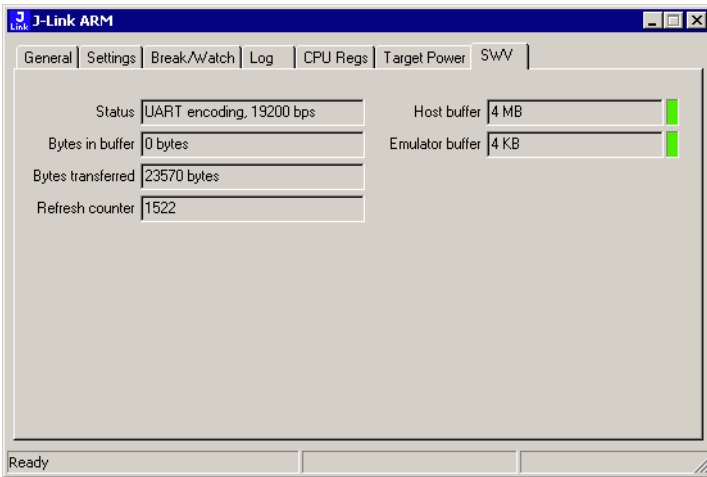 J Link J-Link ARM
General Settings Break/Watch Log CPU Regs Target Power SWV
Status UART encoding, 19200 bps Host buffer 4 MB
Bytes in buffer 0 bytes Emulator buffer 4 KB
Bytes transferred 23570 bytes
Refresh counter 1522
Ready